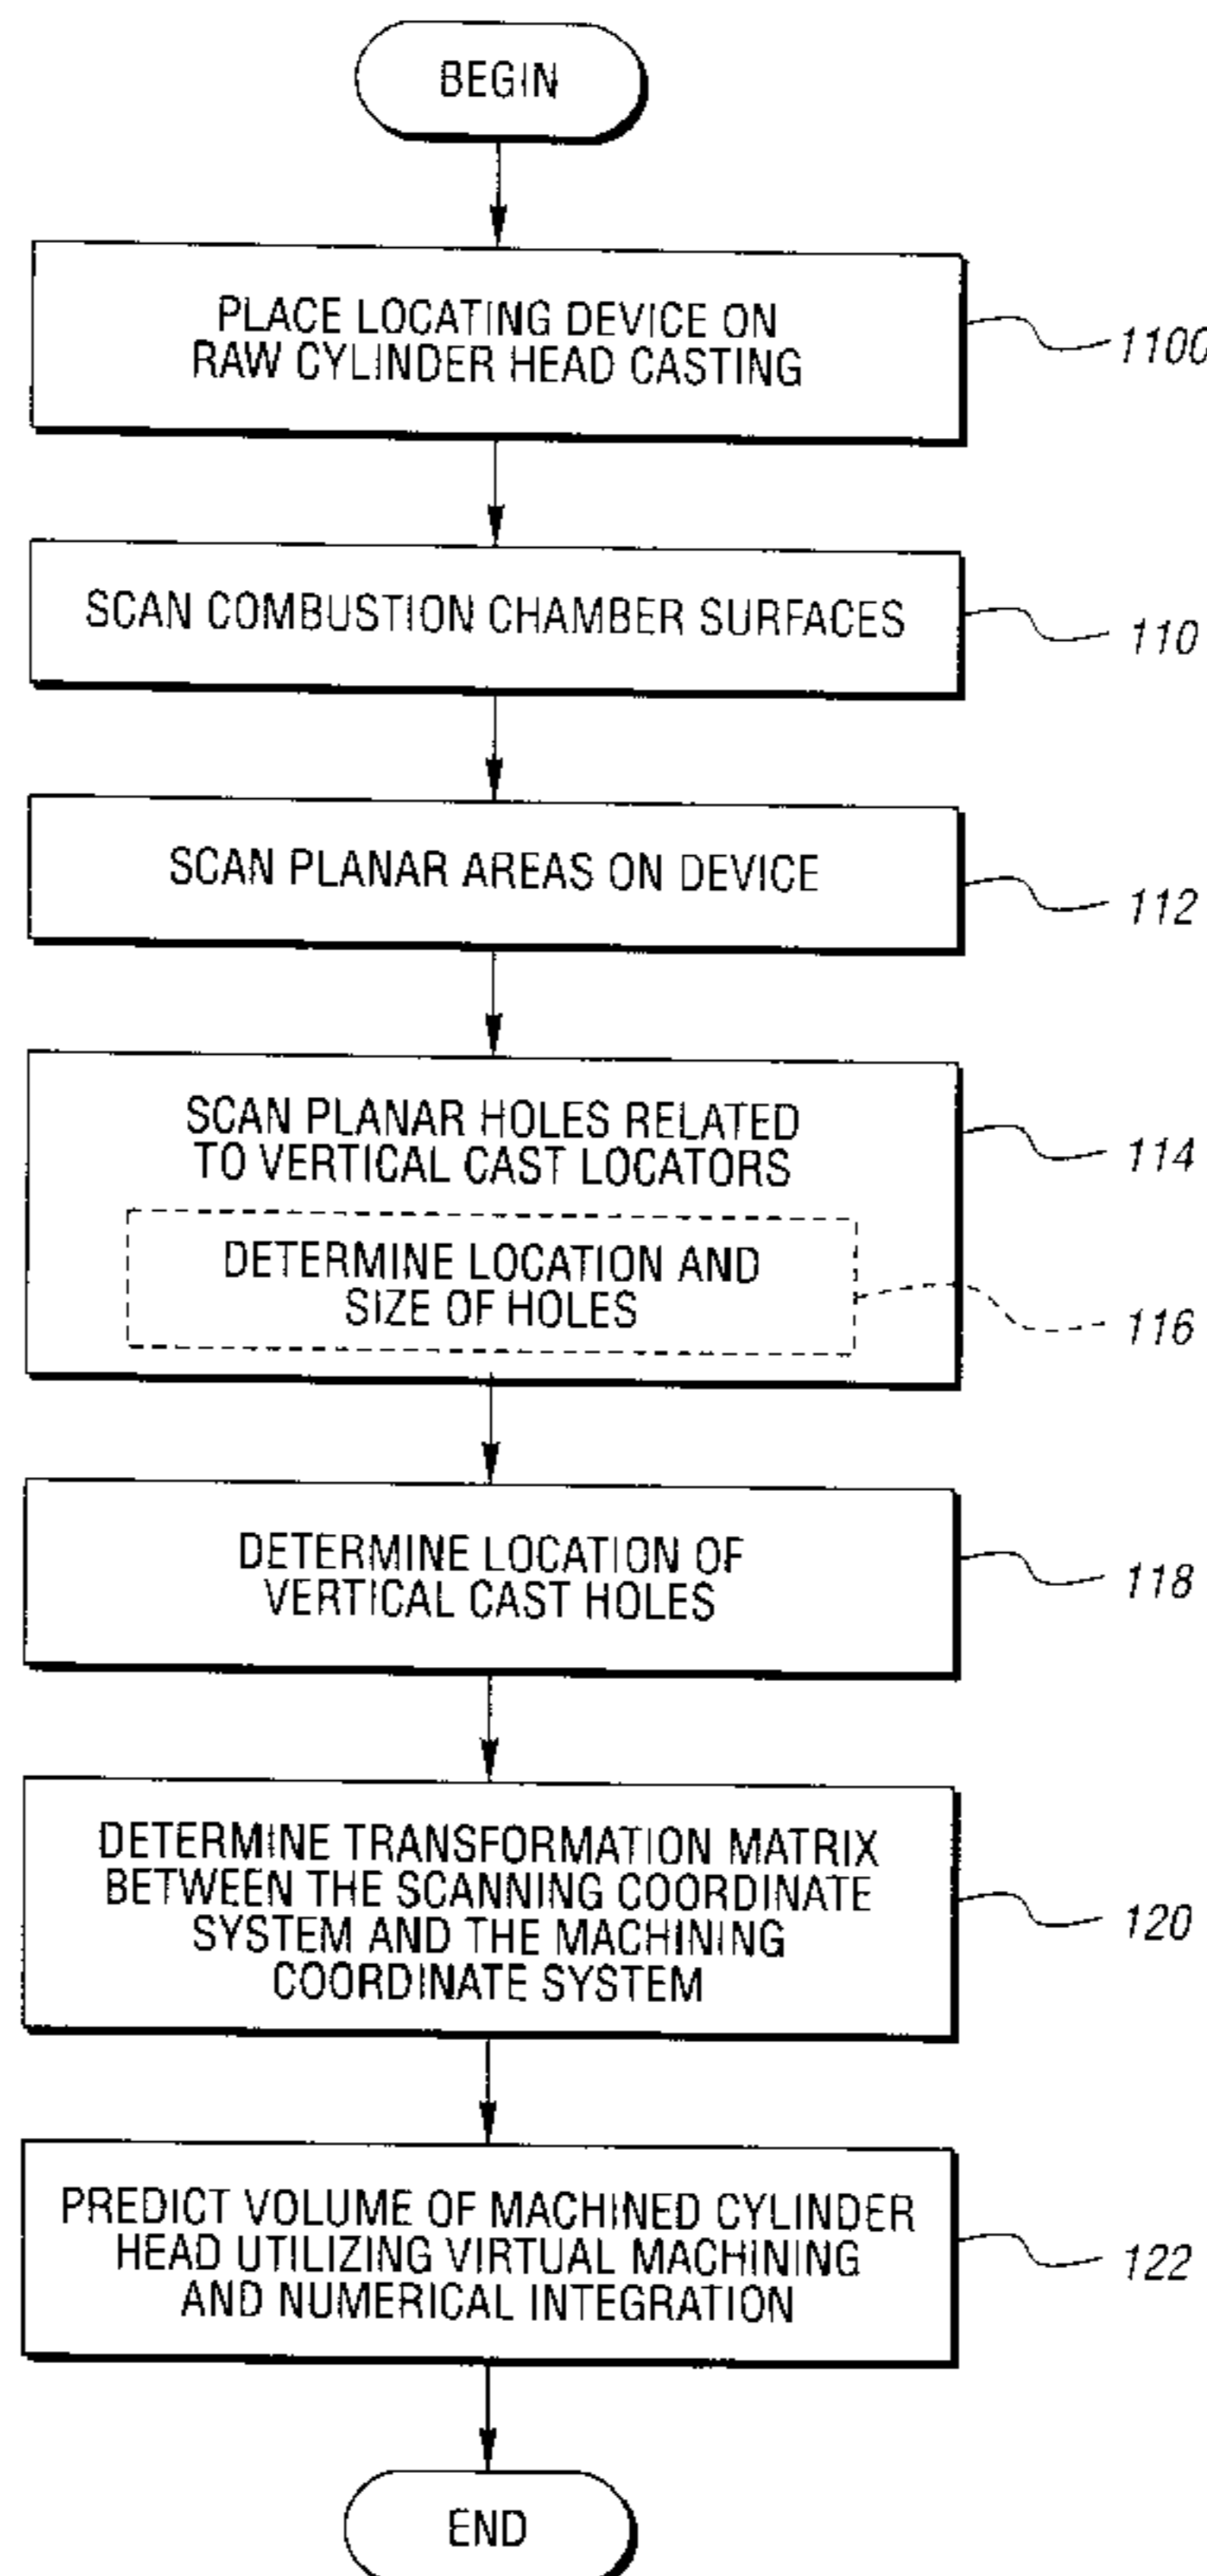 BEGIN
PLACE LOCATING DEVICE ON
RAW CYLINDER HEAD CASTING
1100
SCAN COMBUSTION CHAMBER SURFACES
110
SCAN PLANAR AREAS ON DEVICE
112
SCAN PLANAR HOLES RELATED
TO VERTICAL CAST LOCATORS
114
DETERMINE LOCATION AND
SIZE OF HOLES
116
DETERMINE LOCATION OF
VERTICAL CAST HOLES
118
DETERMINE TRANSFORMATION MATRIX
BETWEEN THE SCANNING COORDINATE
SYSTEM AND THE MACHINING
COORDINATE SYSTEM
120
PREDICT VOLUME OF MACHINED CYLINDER
HEAD UTILIZING VIRTUAL MACHINING
AND NUMERICAL INTEGRATION
122
END